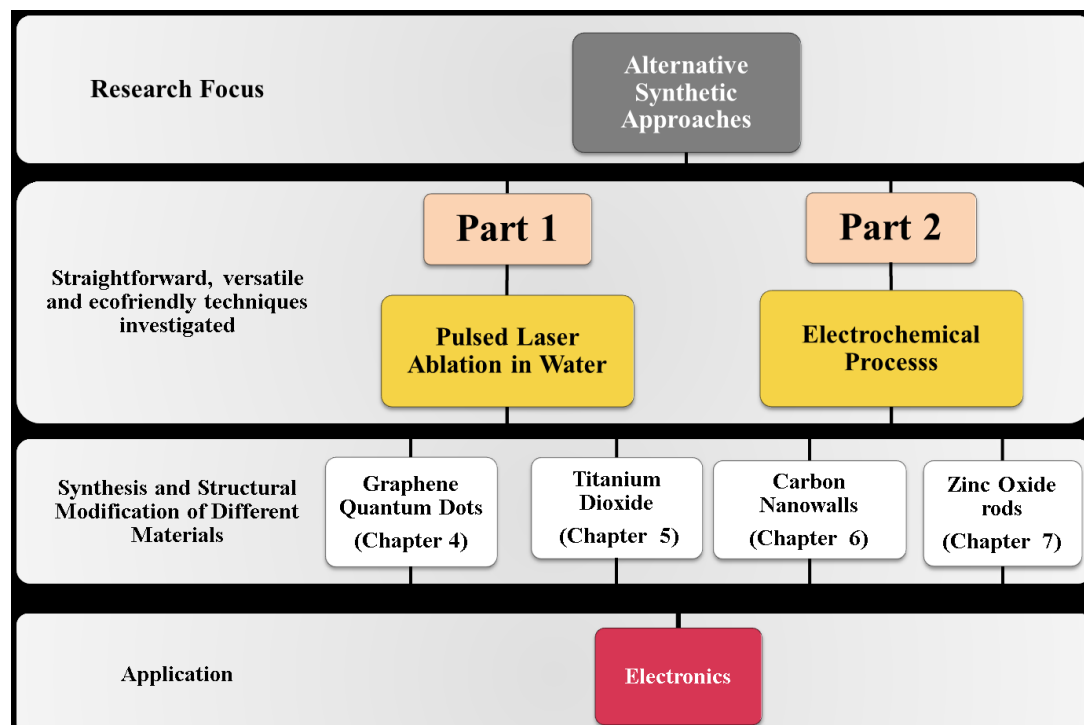 Research Focus
Alternative
Synthetic
Approaches
Part 1
Part 2
Straightforward, versatile
and ecofriendly techniques
investigated
Pulsed Laser
Ablation in Water
Electrochemical
Processs
Synthesis and Structural
Modification of Different
Materials
Graphene
Quantum Dots
(Chapter 4)
Titanium
Dioxide
(Chapter 5)
Carbon
Nanowalls
(Chapter 6)
Zinc Oxide
rods
(Chapter 7)
Application
Electronics